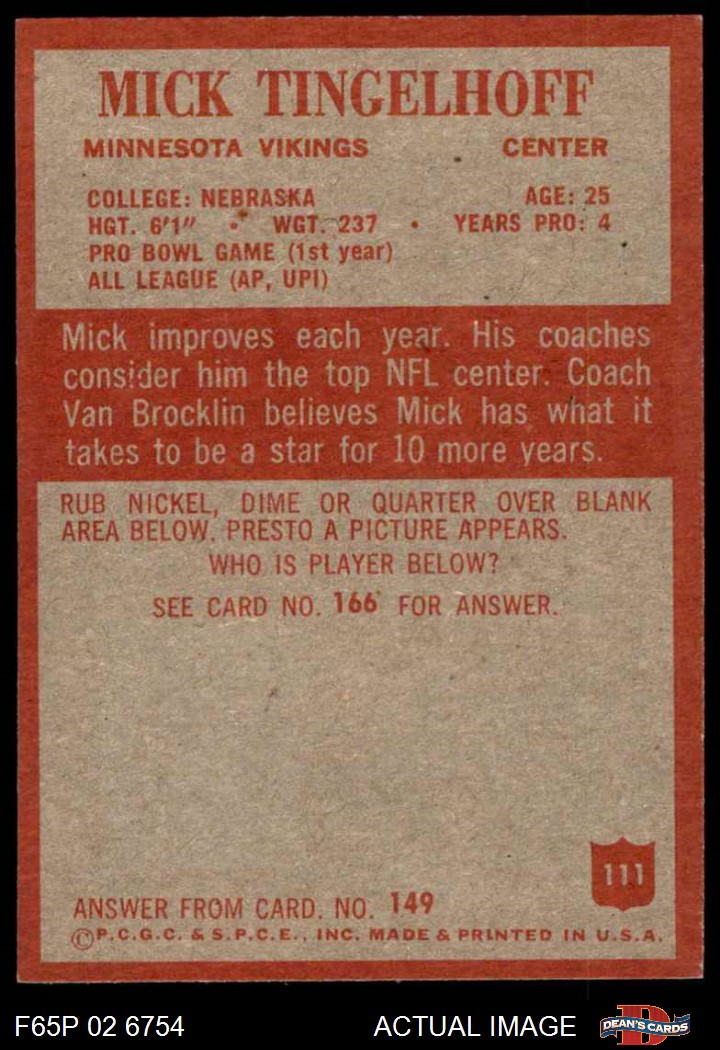 MICK TINGELHOFF
MINNESOTA VIKINGS CENTER
COLLEGE: NEBRASKA AGE: 25
HGT. 6'1" • WGT. 237 • YEARS PRO: 4
PRO BOWL GAME (1st year)
ALL LEAGUE (AP, UPI)
Mick improves each year. His coaches
consider him the top NFL center. Coach
Van Brocklin believes Mick has what it
takes to be a star for 10 more years.
RUB NICKEL, DIME OR QUARTER OVER BLANK
AREA BELOW. PRESTO A PICTURE APPEARS.
WHO IS PLAYER BELOW?
SEE CARD NO. 166 FOR ANSWER.
111
ANSWER FROM CARD. NO. 149
©P.C.G.C. & S.P.C.E., INC. MADE & PRINTED IN U.S.A.
F65P 02 6754 ACTUAL IMAGE DEAN'S CARDS